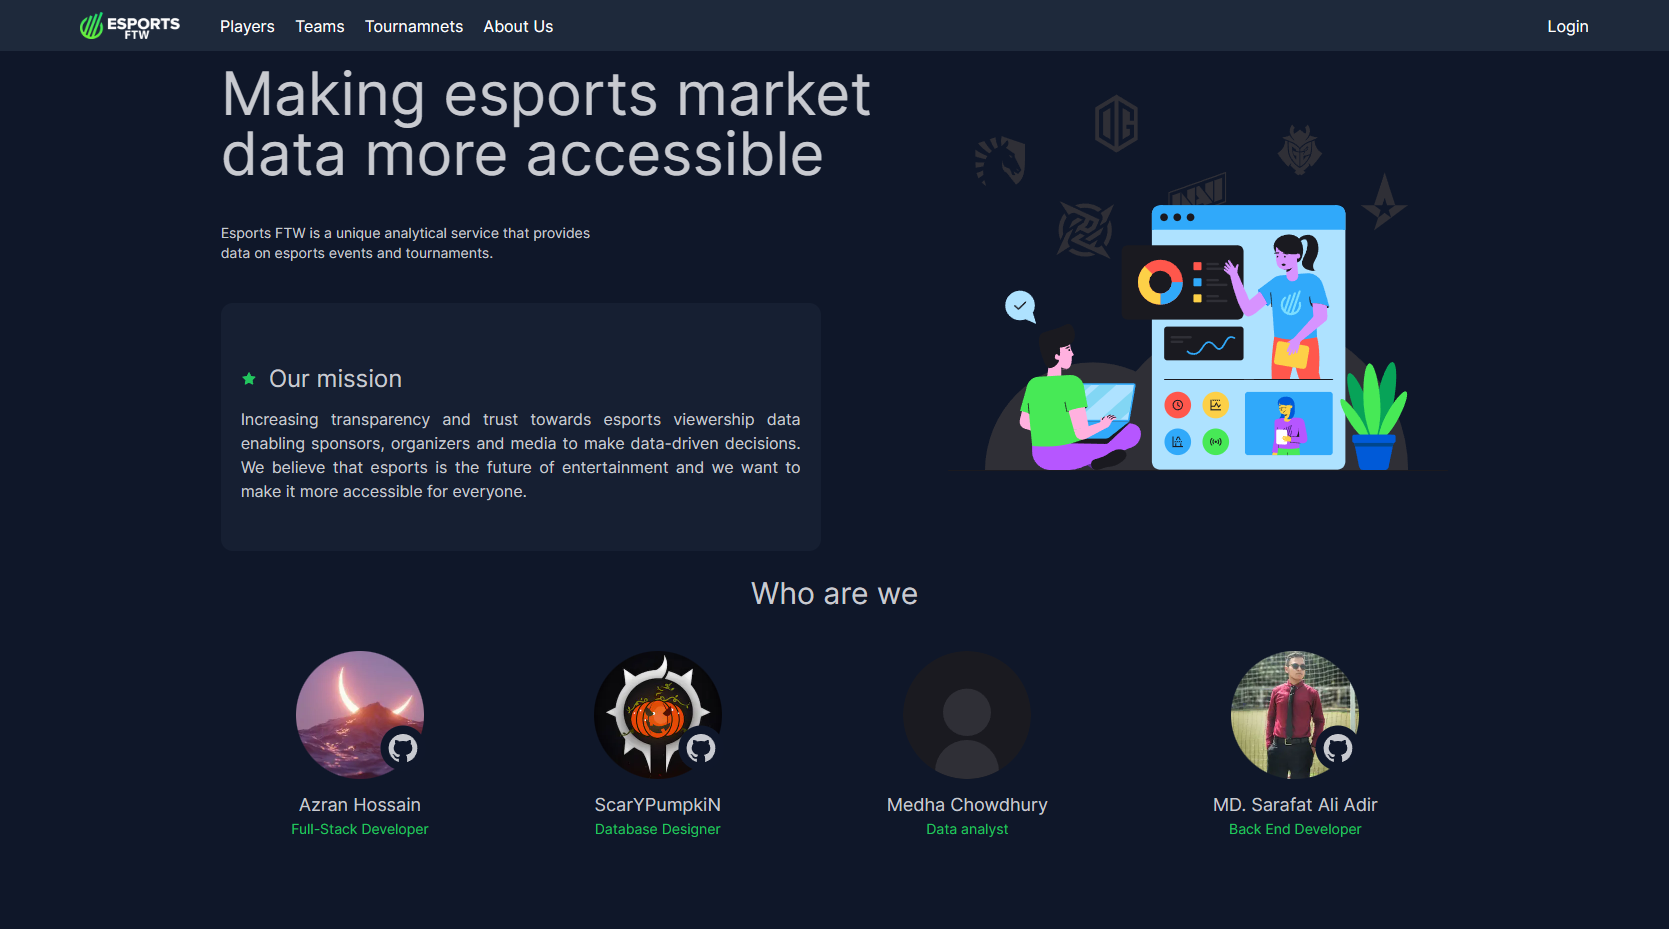 ESPORTS
FTW
Players
Teams
Tournamnets
About Us
Login
Making esports market
data more accessible
Esports FTW is a unique analytical service that provides
data on esports events and tournaments.
Our mission
Increasing transparency and trust towards esports viewership data
enabling sponsors, organizers and media to make data-driven decisions.
We believe that esports is the future of entertainment and we want to
make it more accessible for everyone.
OG
NAVI
Who are we
Azran Hossain
Full-Stack Developer
ScarYPumpkiN
Database Designer
Medha Chowdhury
Data analyst
MD. Sarafat Ali Adir
Back End Developer